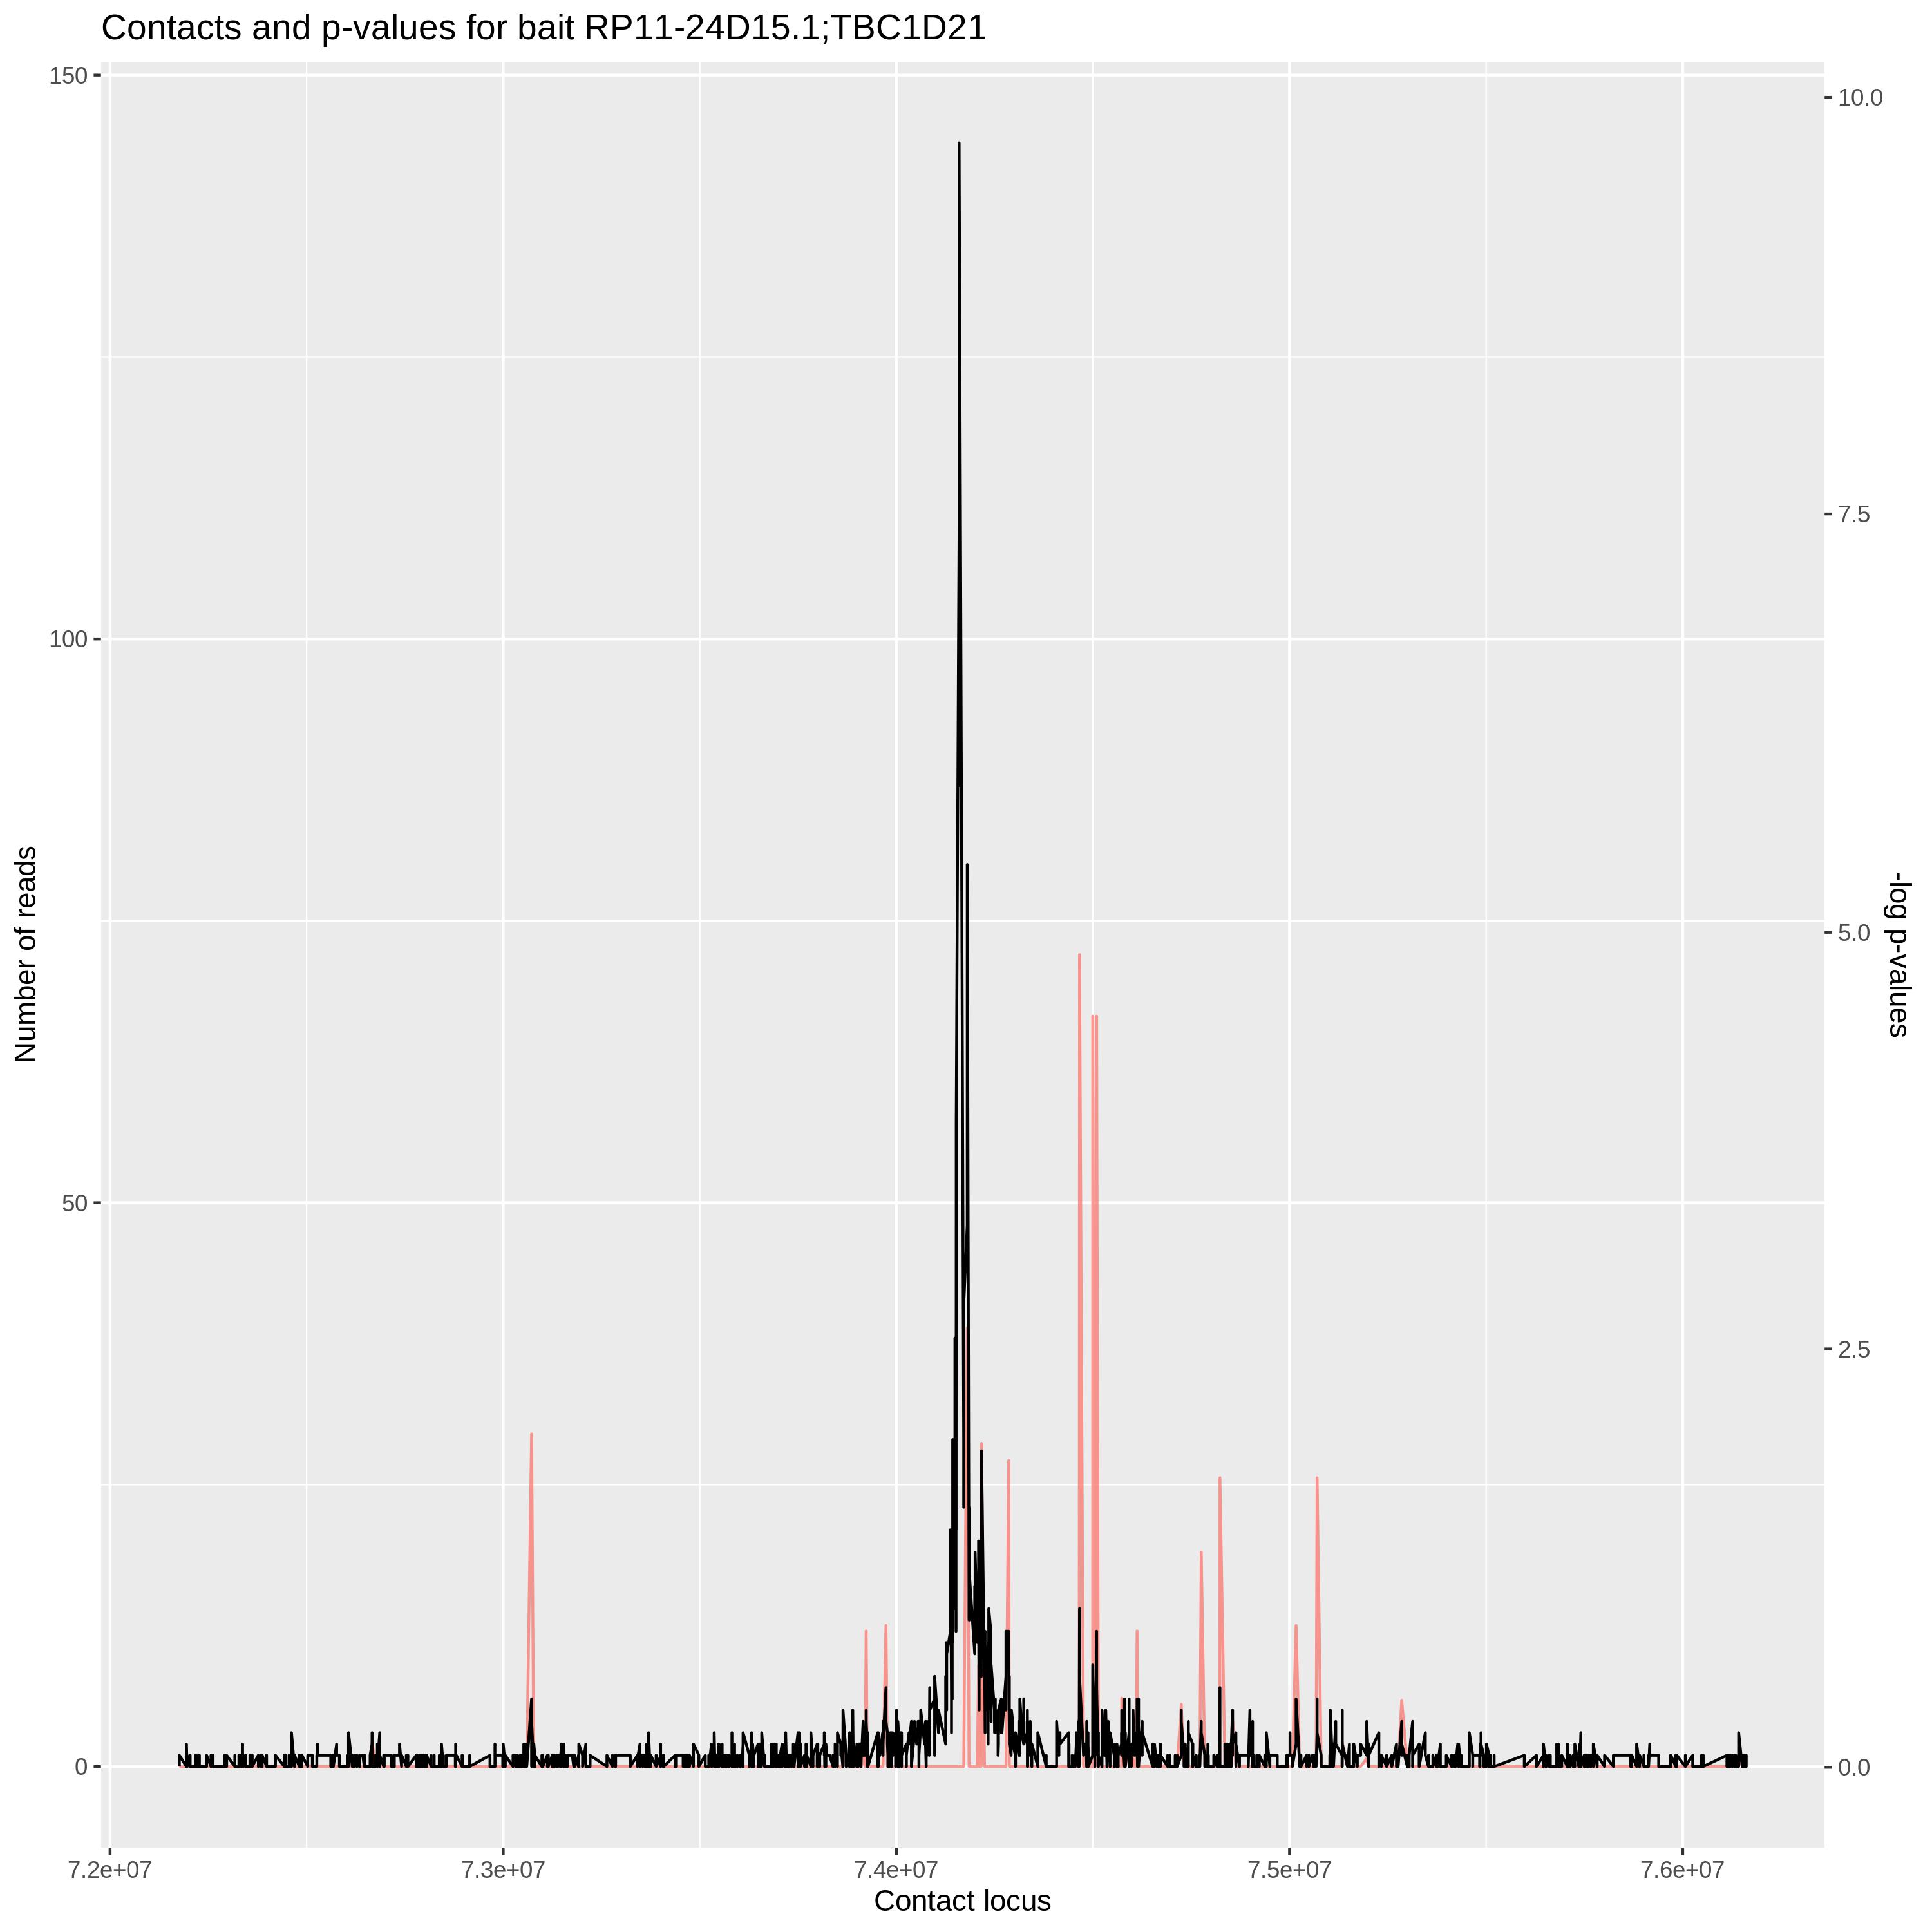 Contacts and p-values for bait RP11-24D15.1;TBC1D21
150
100
50
0
Number of reads
10.0
7.5
5.0
2.5
0.0
-log p-values
7.2e+07 7.3e+07 7.4e+07 7.5e+07 7.6e+07
Contact locus